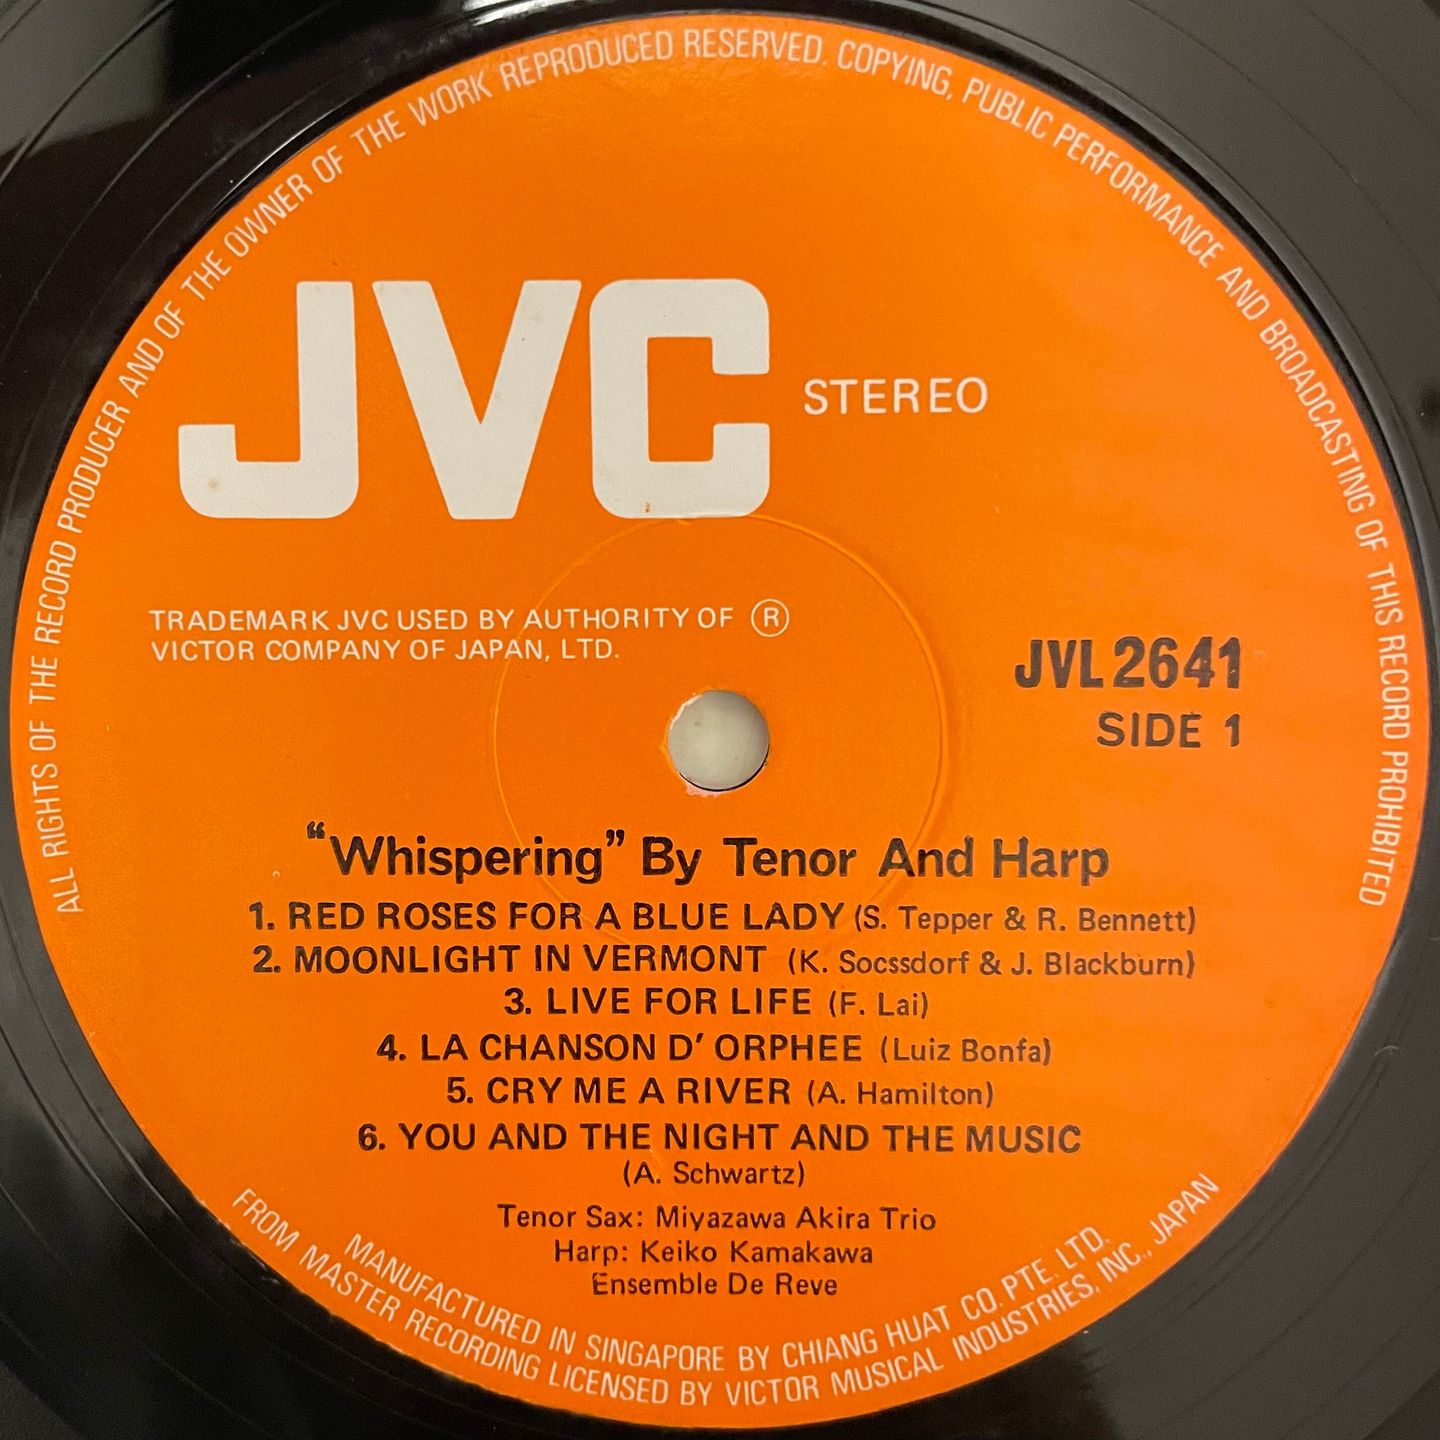 ALL RIGHTS OF THE RECORD PRODUCER AND OF THE OWNER OF THE WORK REPRODUCED RESERVED. COPYING, PUBLIC PERFORMANCE AND BROADCASTING OF THIS RECORD PROHIBITED
JVC
STEREO
TRADEMARK JVC USED BY AUTHORITY OF ®
VICTOR COMPANY OF JAPAN, LTD.
JVL 2641
SIDE 1
“Whispering” By Tenor And Harp
1. RED ROSES FOR A BLUE LADY (S. Tepper & R. Bennett)
2. MOONLIGHT IN VERMONT (K. Socssdorf & J. Blackburn)
3. LIVE FOR LIFE (F. Lai)
4. LA CHANSON D’ ORPHEE (Luiz Bonfa)
5. CRY ME A RIVER (A. Hamilton)
6. YOU AND THE NIGHT AND THE MUSIC
(A. Schwartz)
Tenor Sax: Miyazawa Akira Trio
Harp: Keiko Kamakawa
Ensemble De Reve
MANUFACTURED IN SINGAPORE BY CHIANG HUAT CO. PTE. LTD.
FROM MASTER RECORDING LICENSED BY VICTOR MUSICAL INDUSTRIES, INC., JAPAN